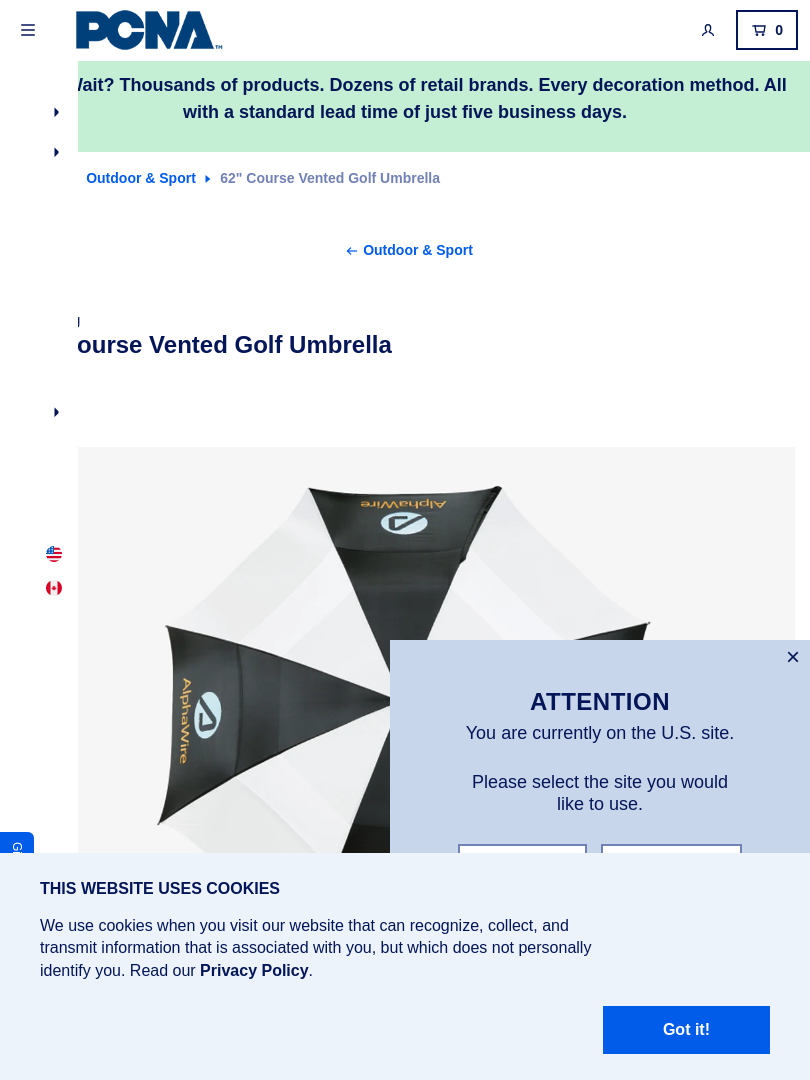 PCNA™
0
Wait? Thousands of products. Dozens of retail brands. Every decoration method. All
with a standard lead time of just five business days.
Outdoor & Sport 62" Course Vented Golf Umbrella
← Outdoor & Sport
ourse Vented Golf Umbrella
AlphaWire
AlphaWire
×
ATTENTION
You are currently on the U.S. site.
Please select the site you would
like to use.
THIS WEBSITE USES COOKIES
We use cookies when you visit our website that can recognize, collect, and
transmit information that is associated with you, but which does not personally
identify you. Read our Privacy Policy.
Got it!